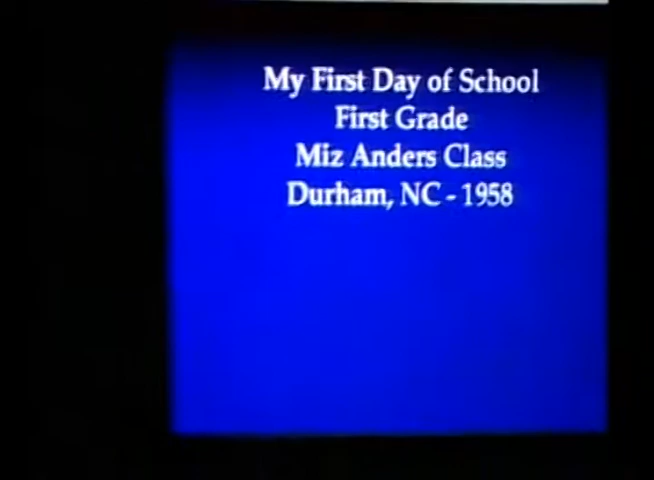 My First Day of School
First Grade
Miz Anders Class
Durham, NC - 1958